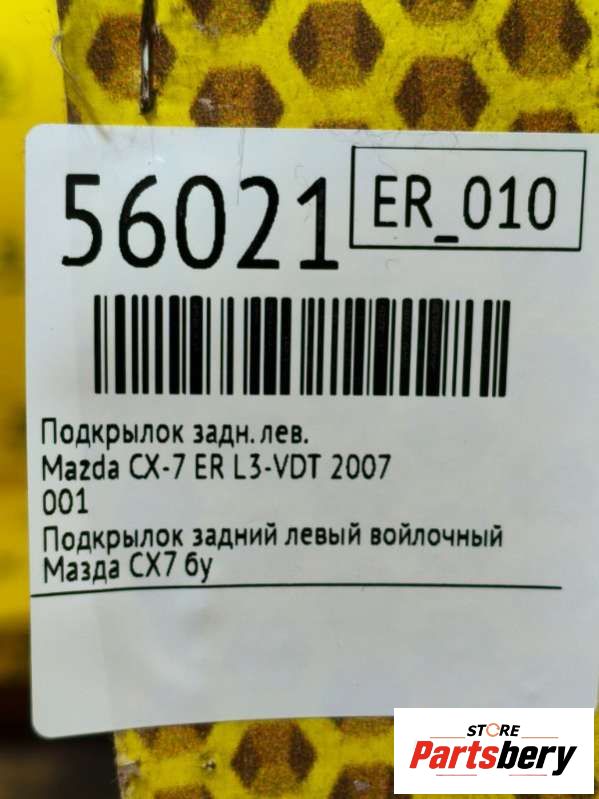 56021
ER_010
Подкрылок задн. лев.
Mazda CX-7 ER L3-VDT 2007
001
Подкрылок задний левый войлочный
Мазда СХ7 бу
STORE
Partsbery